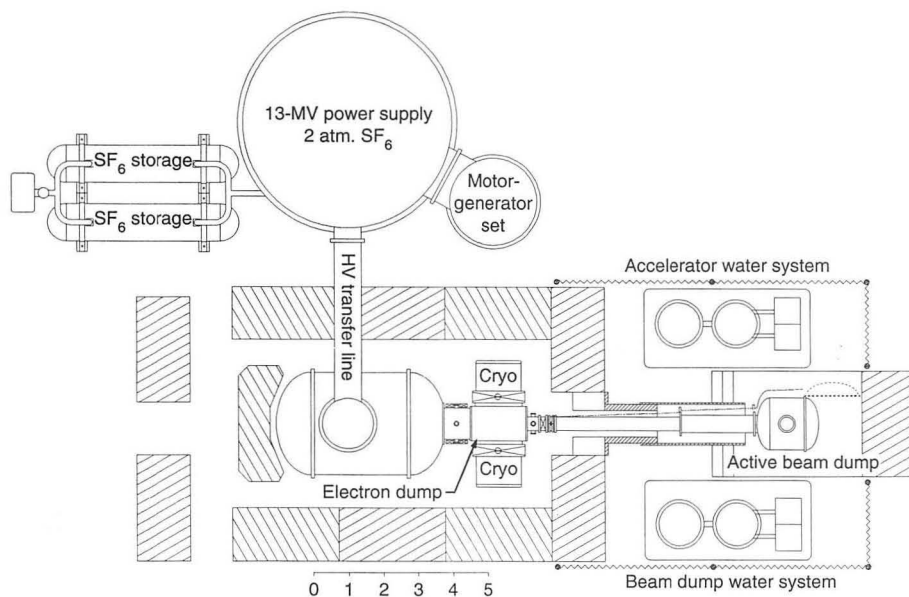 13-MV power supply
2 atm. SF6
SF6 storage
SF6 storage
Motor-
generator
set
HV transfer line
Accelerator water system
Cryo
Cryo
Electron dump
Active beam dump
Beam dump water system
0 1 2 3 4 5